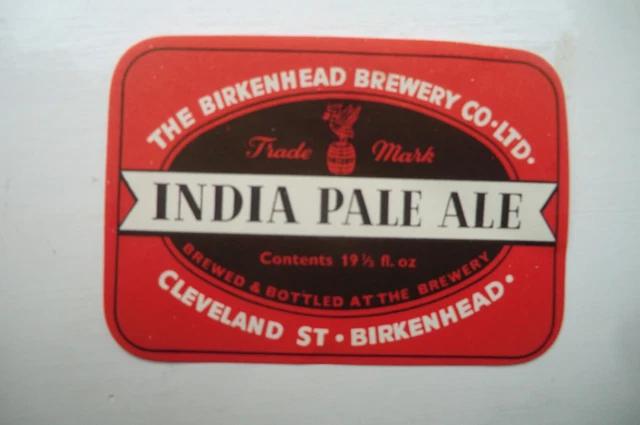 THE BIRKENHEAD BREWERY CO·LTD·
Trade Mark
INDIA PALE ALE
Contents 19⅓ fl. oz
BREWED & BOTTLED AT THE BREWERY
CLEVELAND ST · BIRKENHEAD·